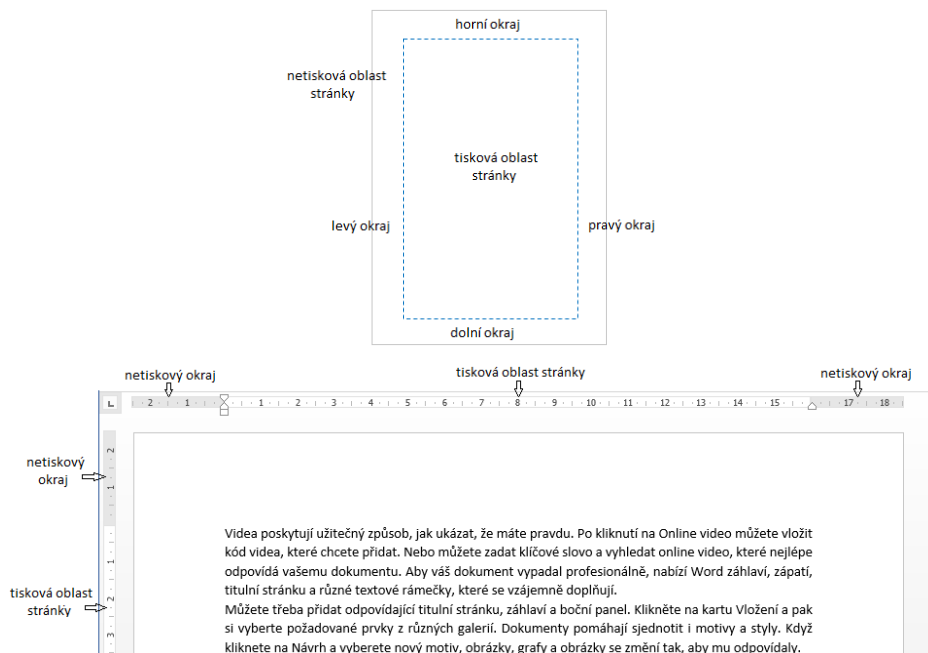 horní okraj
netisková oblast
stránky
tisková oblast
stránky
levý okraj
pravý okraj
dolní okraj
netiskový okraj
tisková oblast stránky
netiskový okraj
L · 2 · 1 · 1 · 2 · 3 · 4 · 5 · 6 · 7 · 8 · 9 · 10 · 11 · 12 · 13 · 14 · 15 · 17 · 18
2
netiskový
okraj
1
Videa poskytují užitečný způsob, jak ukázat, že máte pravdu. Po kliknutí na Online video můžete vložit
kód videa, které chcete přidat. Nebo můžete zadat klíčové slovo a vyhledat online video, které nejlépe
1
odpovídá vašemu dokumentu. Aby váš dokument vypadal profesionálně, nabízí Word záhlaví, zápatí,
titulní stránku a různé textové rámečky, které se vzájemně doplňují.
tisková oblast
stránky
2
Můžete třeba přidat odpovídající titulní stránku, záhlaví a boční panel. Klikněte na kartu Vložení a pak
si vyberte požadované prvky z různých galerií. Dokumenty pomáhají sjednotit i motivy a styly. Když
3
kliknete na Návrh a vyberete nový motiv, obrázky, grafy a obrázky se změní tak, aby mu odpovídaly.